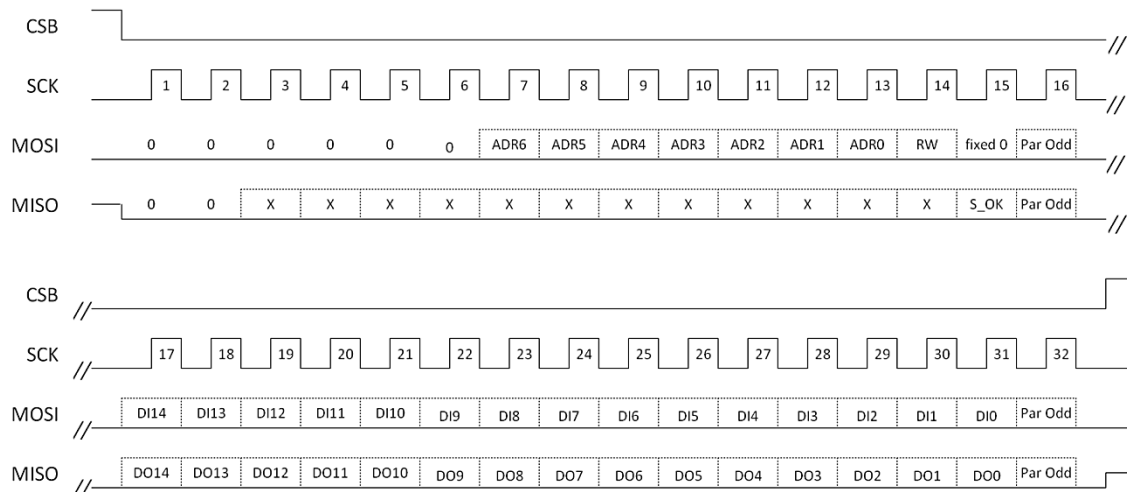 CSB
SCK 1 2 3 4 5 6 7 8 9 10 11 12 13 14 15 16
MOSI 0 0 0 0 0 0 ADR6 ADR5 ADR4 ADR3 ADR2 ADR1 ADR0 RW fixed 0 Par Odd
MISO 0 0 X X X X X X X X X X X X S_OK Par Odd
CSB
SCK 17 18 19 20 21 22 23 24 25 26 27 28 29 30 31 32
MOSI DI14 DI13 DI12 DI11 DI10 DI9 DI8 DI7 DI6 DI5 DI4 DI3 DI2 DI1 DI0 Par Odd
MISO DO14 DO13 DO12 DO11 DO10 DO9 DO8 DO7 DO6 DO5 DO4 DO3 DO2 DO1 DO0 Par Odd